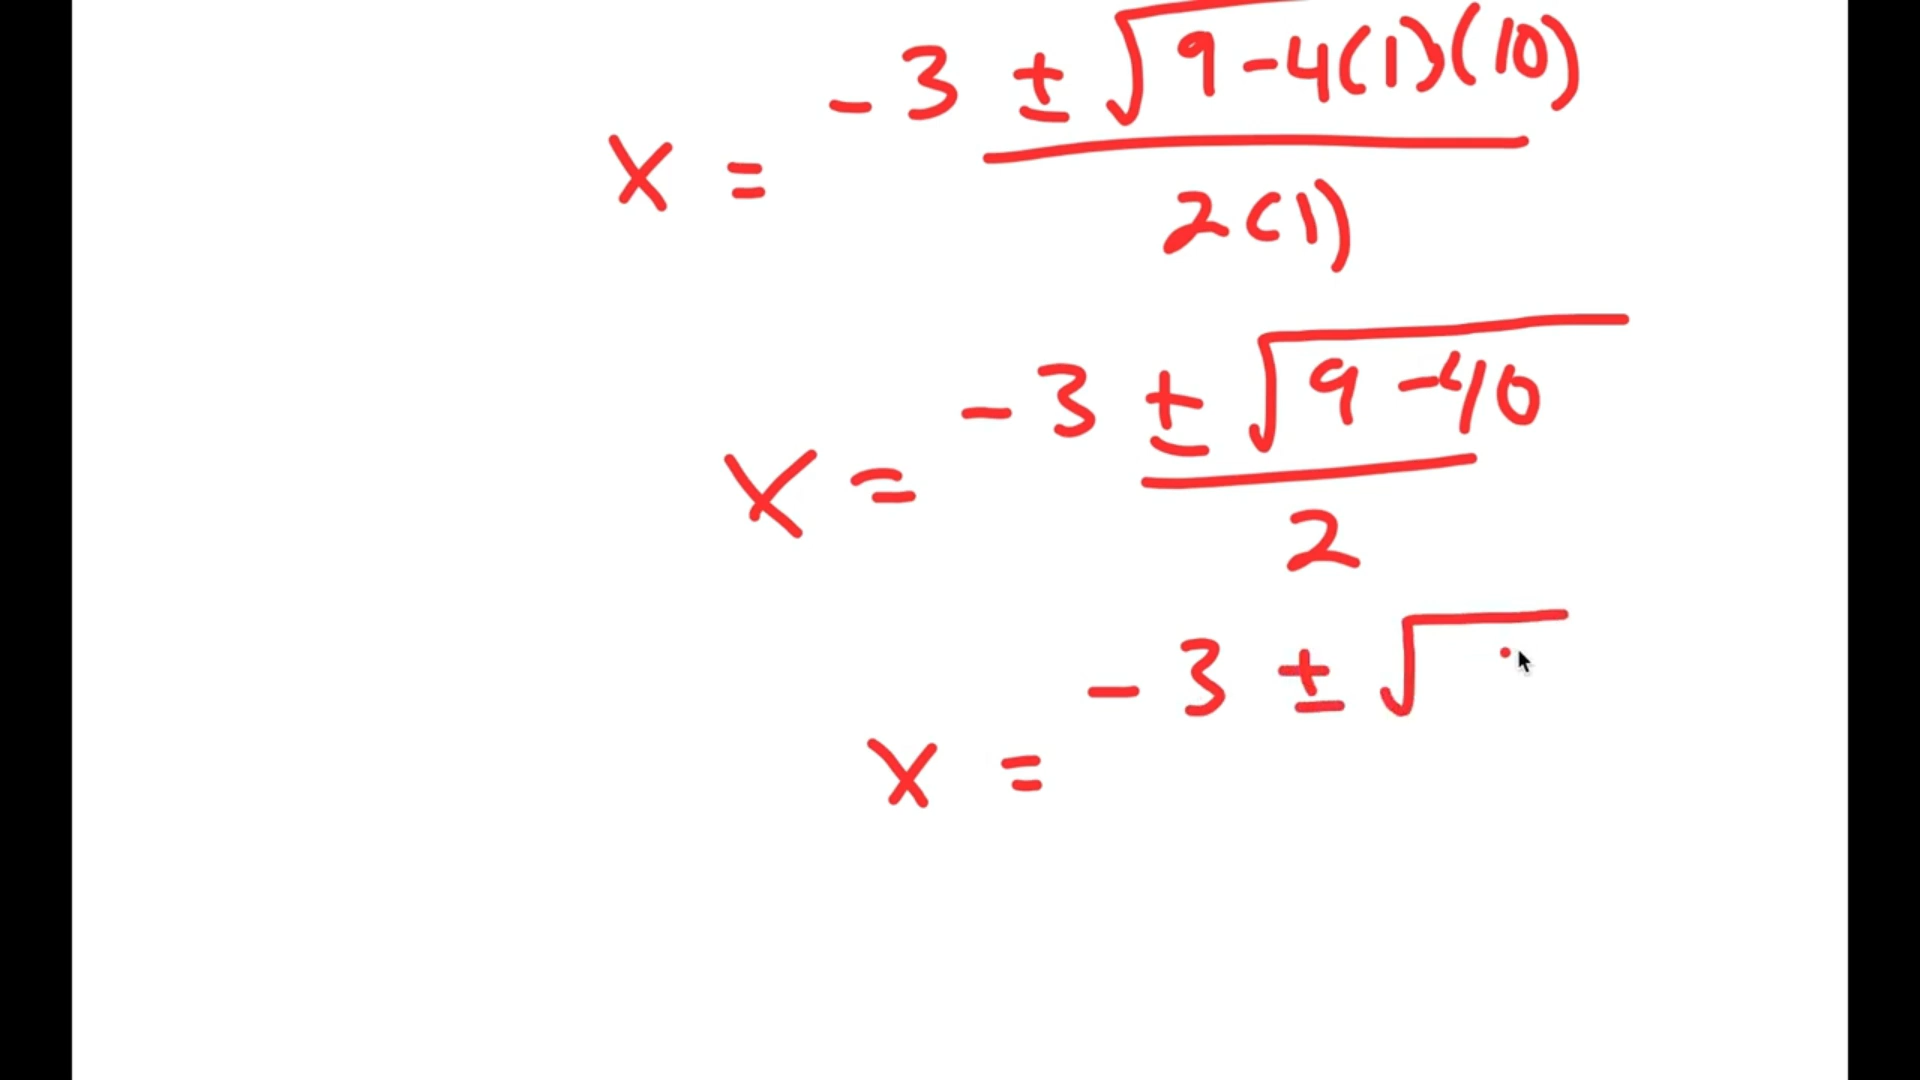 x = -3 ± √9-4(1)(10) / 2(1)
x = -3 ± √9-40 / 2
x = -3 ± √